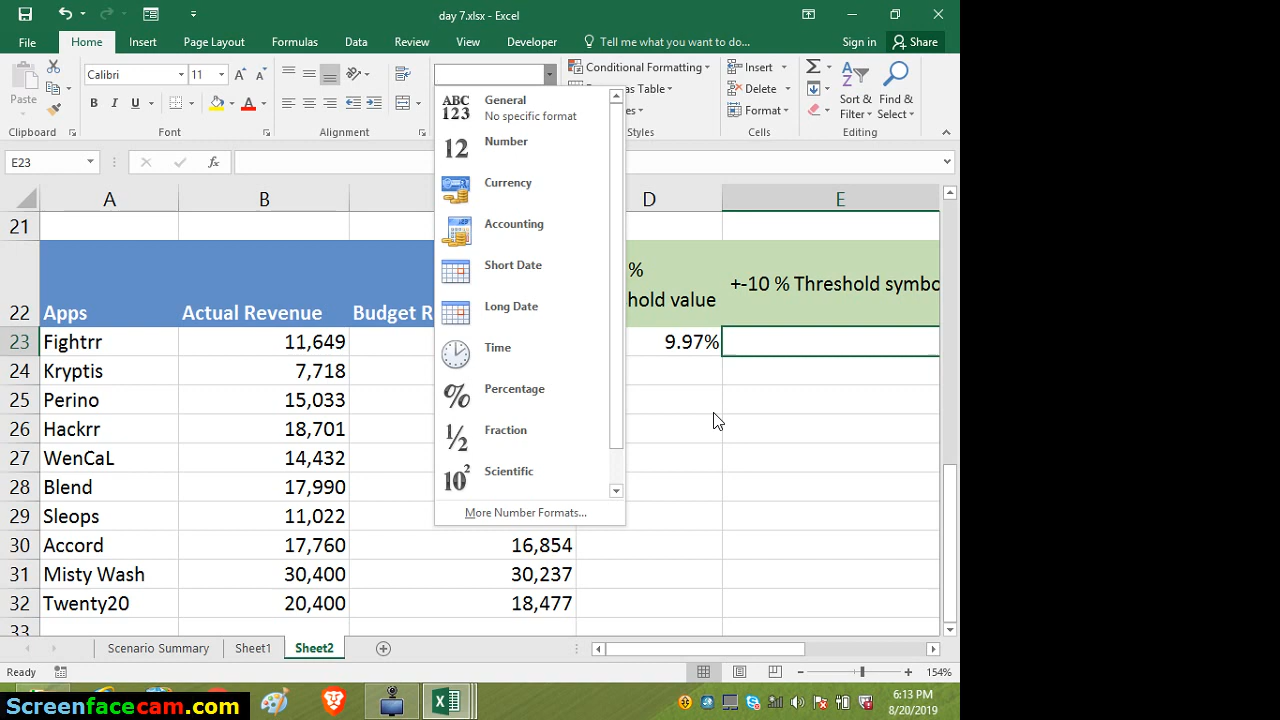 day 7.xlsx - Excel
File Home Insert Page Layout Formulas Data Review View Developer Tell me what you want to do... Sign in Share
Paste
Calibri 11
B I U
Conditional Formatting
as Table
Insert
Delete
Format
Sort & Filter
Find & Select
Clipboard Font Styles Cells Editing
E23 fx
General
No specific format
Number
Currency
Accounting
Short Date
Long Date
Time
Percentage
Fraction
Scientific
More Number Formats...
A B D E
21
22 Apps Actual Revenue Budget R % hold value +-10 % Threshold symbo
23 Fightrr 11,649 9.97%
24 Kryptis 7,718
25 Perino 15,033
26 Hackrr 18,701
27 WenCaL 14,432
28 Blend 17,990
29 Sleops 11,022
30 Accord 17,760 16,854
31 Misty Wash 30,400 30,237
32 Twenty20 20,400 18,477
33
Scenario Summary Sheet1 Sheet2
Ready 154%
Screenfacecam.com
6:13 PM
8/20/2019